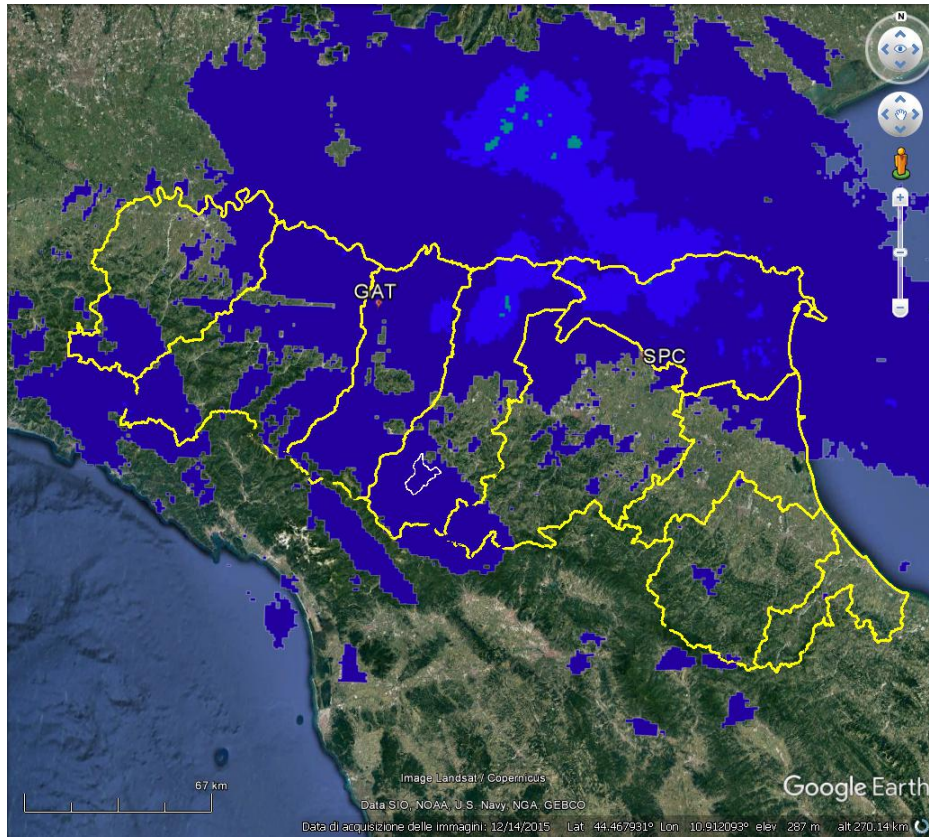 N
GAT
SPC
67 km
Image Landsat / Copernicus
Data SIO, NOAA, U.S. Navy, NGA, GEBCO
Google Earth
Data di acquisizione delle immagini: 12/14/2015 Lat 44.467931° Lon 10.912093° elev 287 m alt 270.14 km